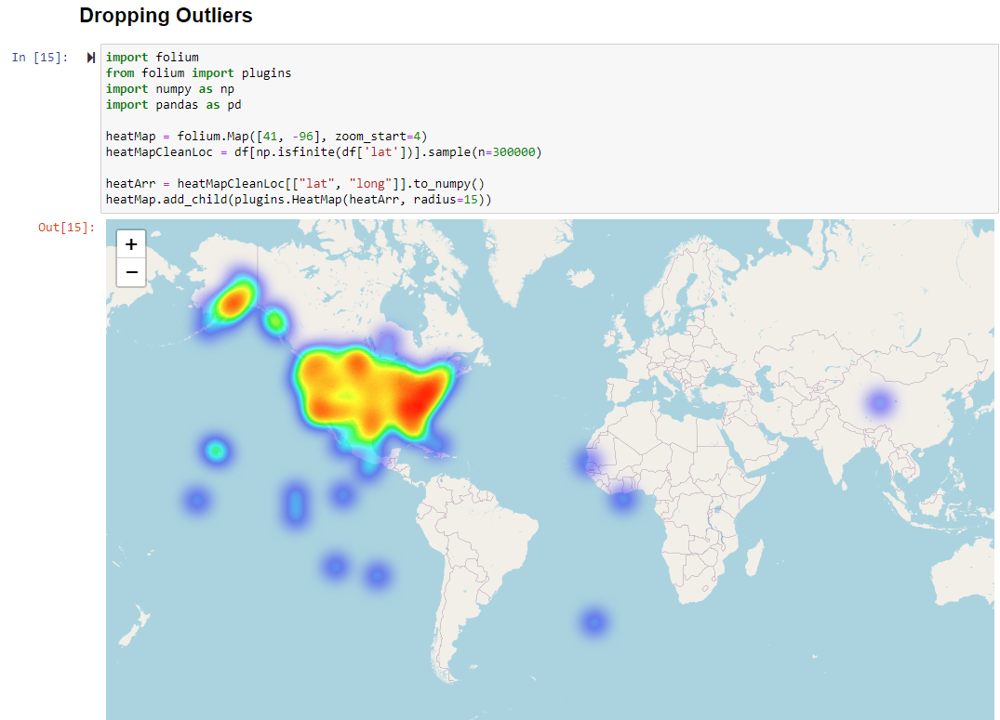 Dropping Outliers
In [15]:
import folium
from folium import plugins
import numpy as np
import pandas as pd
heatMap = folium.Map([41, -96], zoom_start=4)
heatMapCleanLoc = df[np.isfinite(df['lat'])].sample(n=300000)
heatArr = heatMapCleanLoc[["lat", "long"]].to_numpy()
heatMap.add_child(plugins.HeatMap(heatArr, radius=15))
Out[15]:
+
−